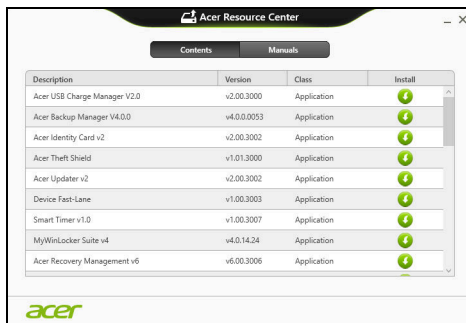 Acer Resource Center
Contents Manuals
Description Version Class Install
Acer USB Charge Manager V2.0 v2.00.3000 Application
Acer Backup Manager V4.0.0 v4.0.0.0053 Application
Acer Identity Card v2 v2.00.3002 Application
Acer Theft Shield v1.01.3000 Application
Acer Updater v2 v2.00.3002 Application
Device Fast-Lane v1.00.3003 Application
Smart Timer v1.0 v1.00.3007 Application
MyWinLocker Suite v4 v4.0.14.24 Application
Acer Recovery Management v6 v6.00.3006 Application
acer